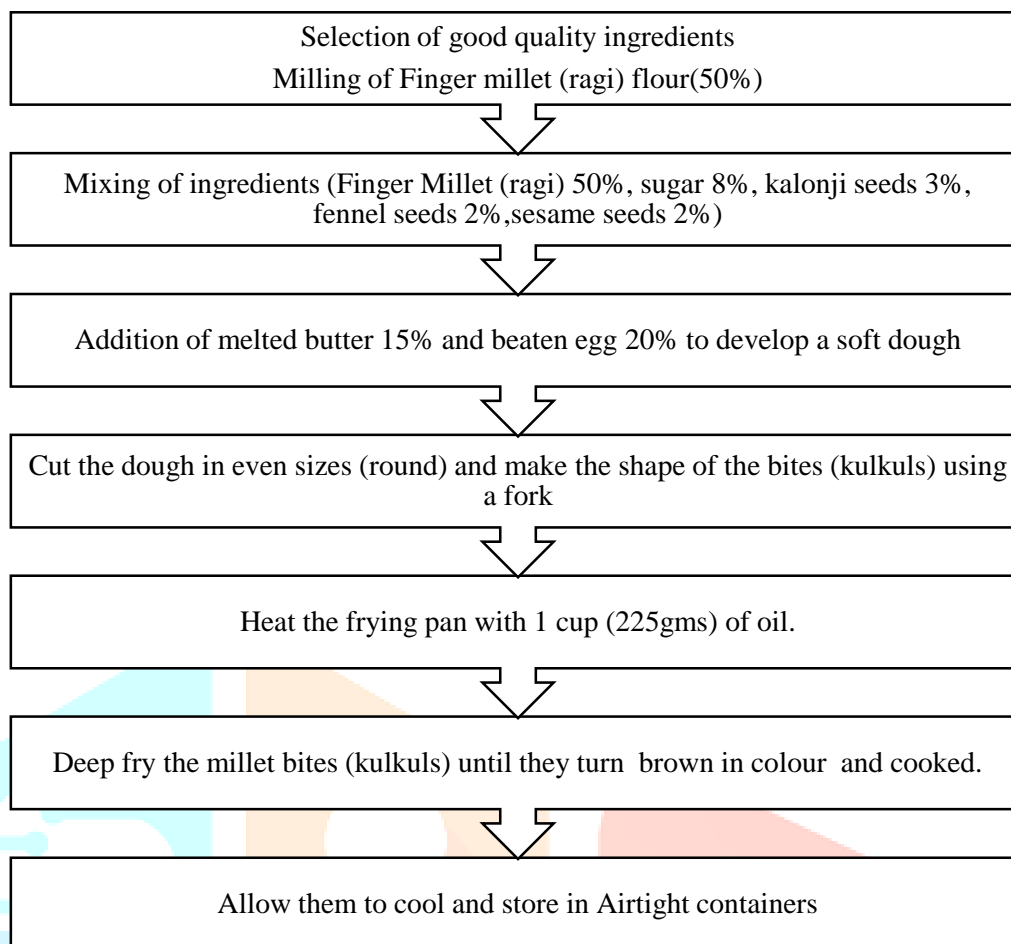 Selection of good quality ingredients
Milling of Finger millet (ragi) flour(50%)
Mixing of ingredients (Finger Millet (ragi) 50%, sugar 8%, kalonji seeds 3%,
fennel seeds 2%,sesame seeds 2%)
Addition of melted butter 15% and beaten egg 20% to develop a soft dough
Cut the dough in even sizes (round) and make the shape of the bites (kulkuls) using
a fork
Heat the frying pan with 1 cup (225gms) of oil.
Deep fry the millet bites (kulkuls) until they turn  brown in colour  and cooked.
Allow them to cool and store in Airtight containers